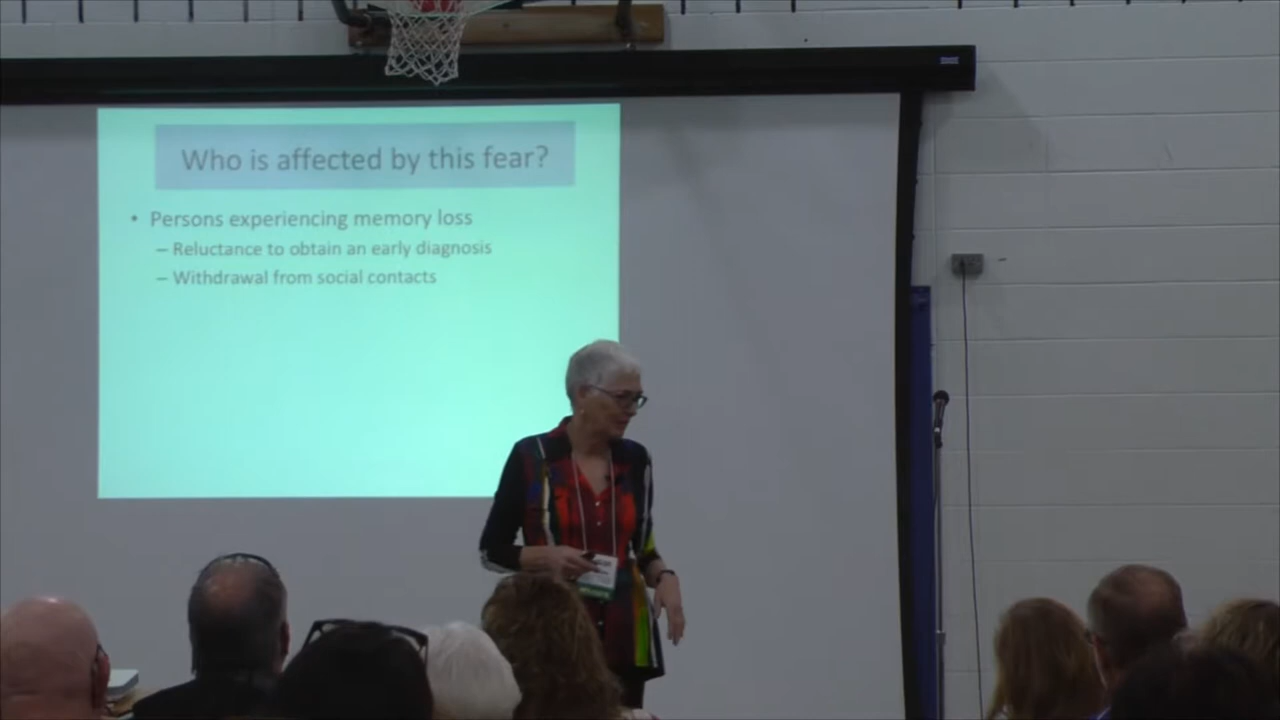 Who is affected by this fear?
• Persons experiencing memory loss
– Reluctance to obtain an early diagnosis
– Withdrawal from social contacts